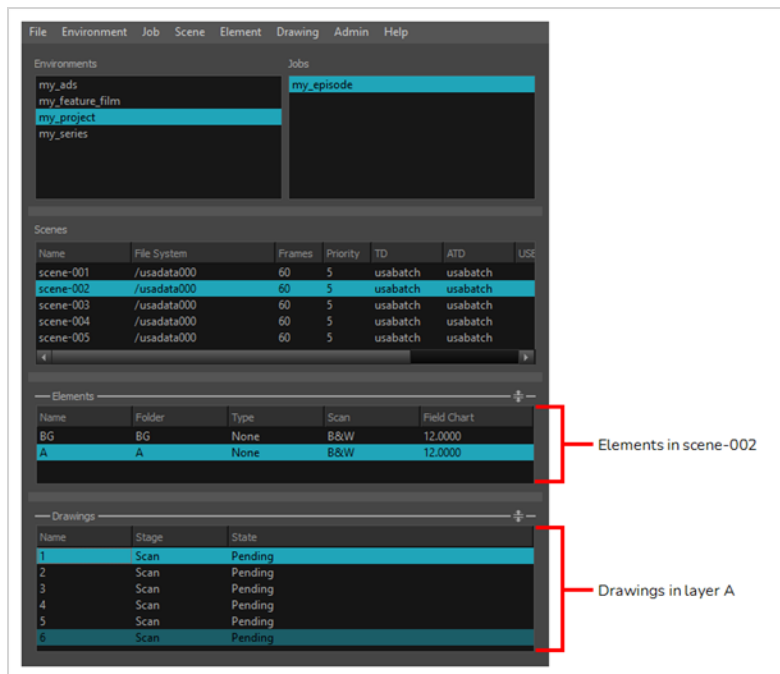 File Environment Job Scene Element Drawing Admin Help
Environments
my_ads
my_feature_film
my_project
my_series
Jobs
my_episode
Scenes
Name File System Frames Priority TD ATD USE
scene-001 /usadata000 60 5 usabatch usabatch
scene-002 /usadata000 60 5 usabatch usabatch
scene-003 /usadata000 60 5 usabatch usabatch
scene-004 /usadata000 60 5 usabatch usabatch
scene-005 /usadata000 60 5 usabatch usabatch
Elements
Name Folder Type Scan Field Chart
BG BG None B&W 12.0000
A A None B&W 12.0000
Elements in scene-002
Drawings
Name Stage State
1 Scan Pending
2 Scan Pending
3 Scan Pending
4 Scan Pending
5 Scan Pending
6 Scan Pending
Drawings in layer A